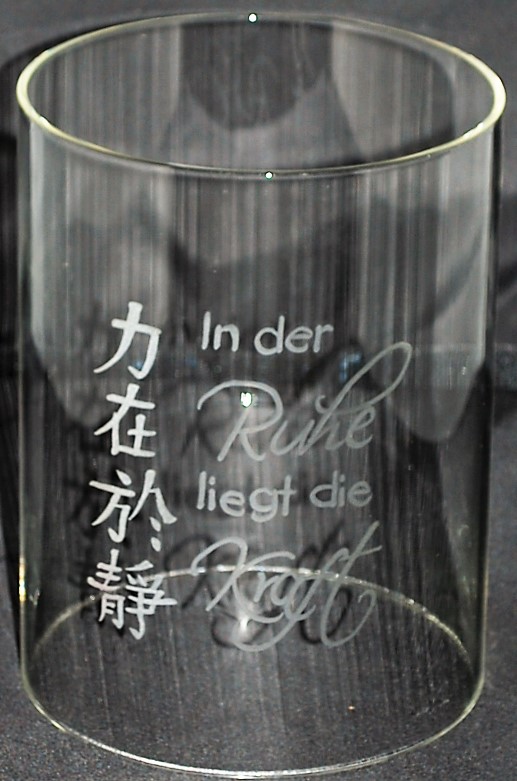 力在於靜
In der
Ruhe
liegt die
Kraft